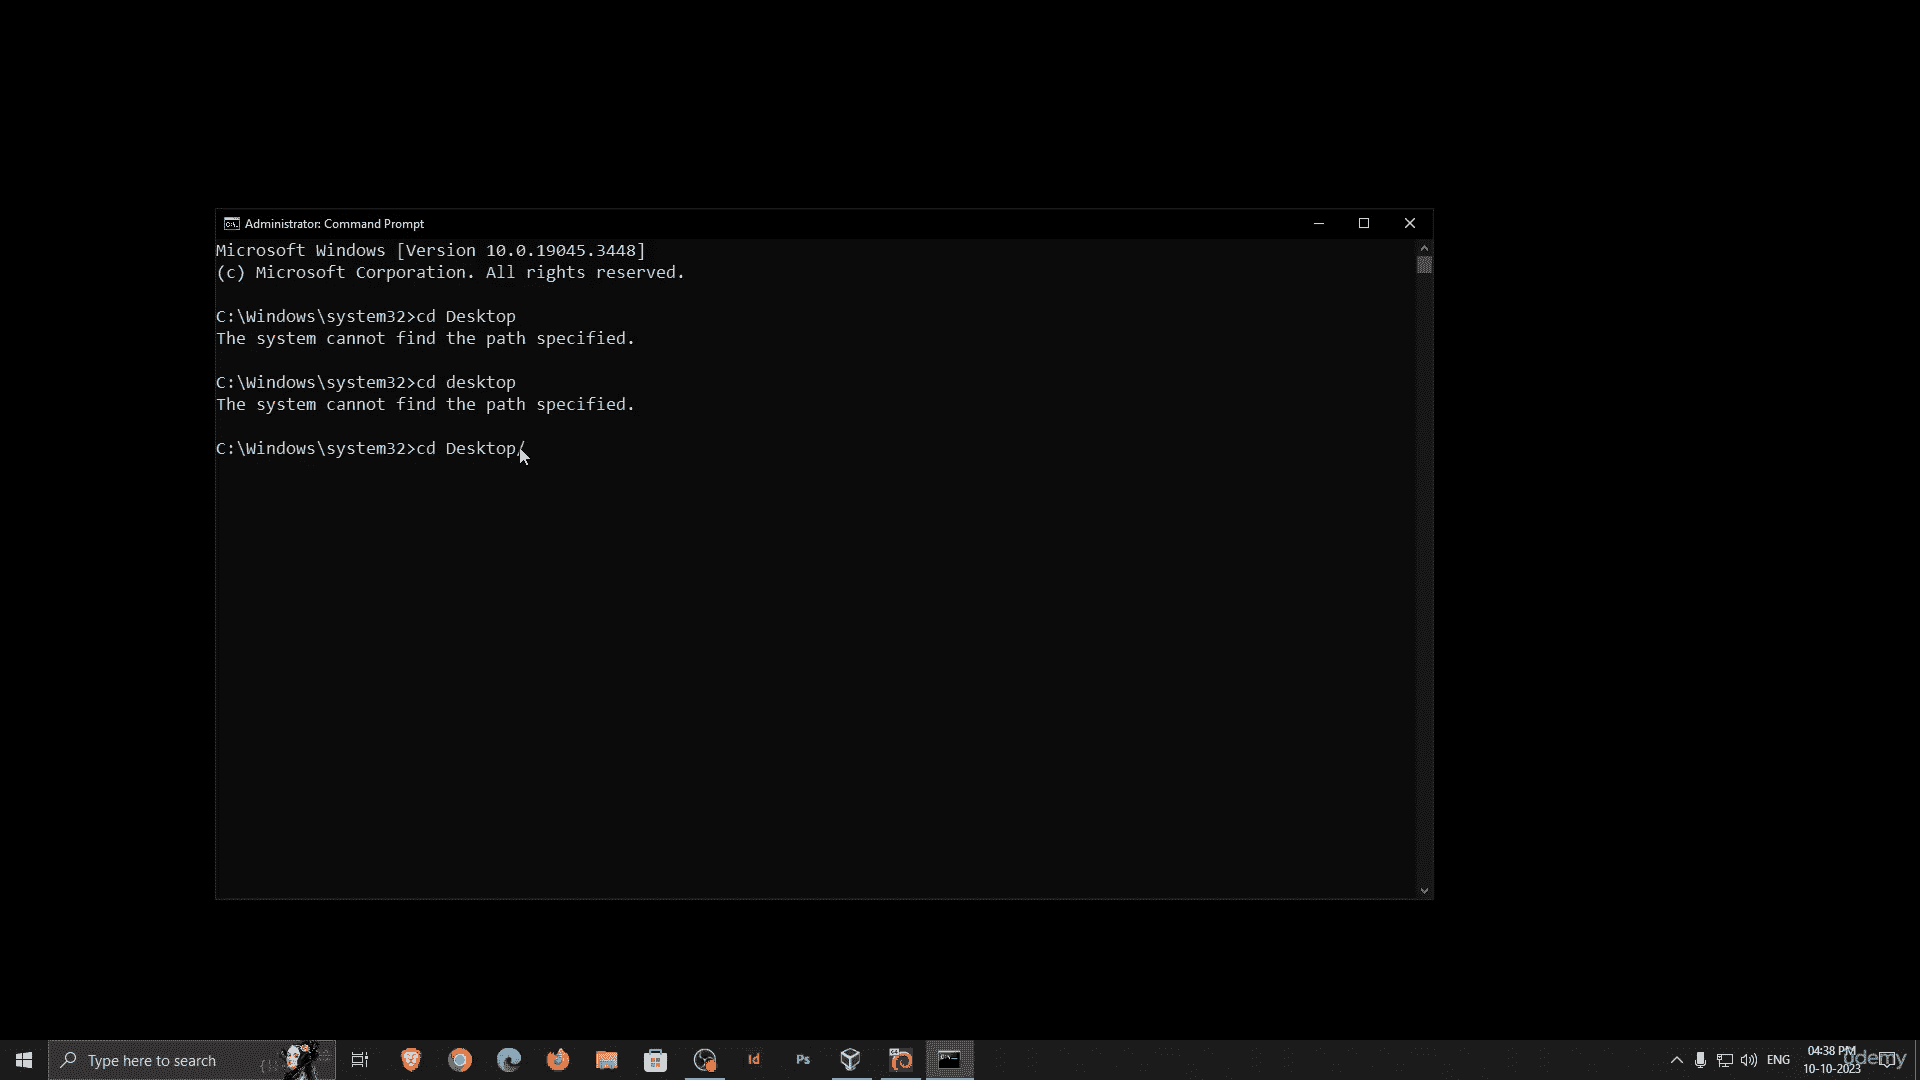 Administrator: Command Prompt
Microsoft Windows [Version 10.0.19045.3448]
(c) Microsoft Corporation. All rights reserved.
C:\Windows\system32>cd Desktop
The system cannot find the path specified.
C:\Windows\system32>cd desktop
The system cannot find the path specified.
C:\Windows\system32>cd Desktop/
Type here to search
Id
Ps
ENG
04:38 PM
10-10-2023
udemy